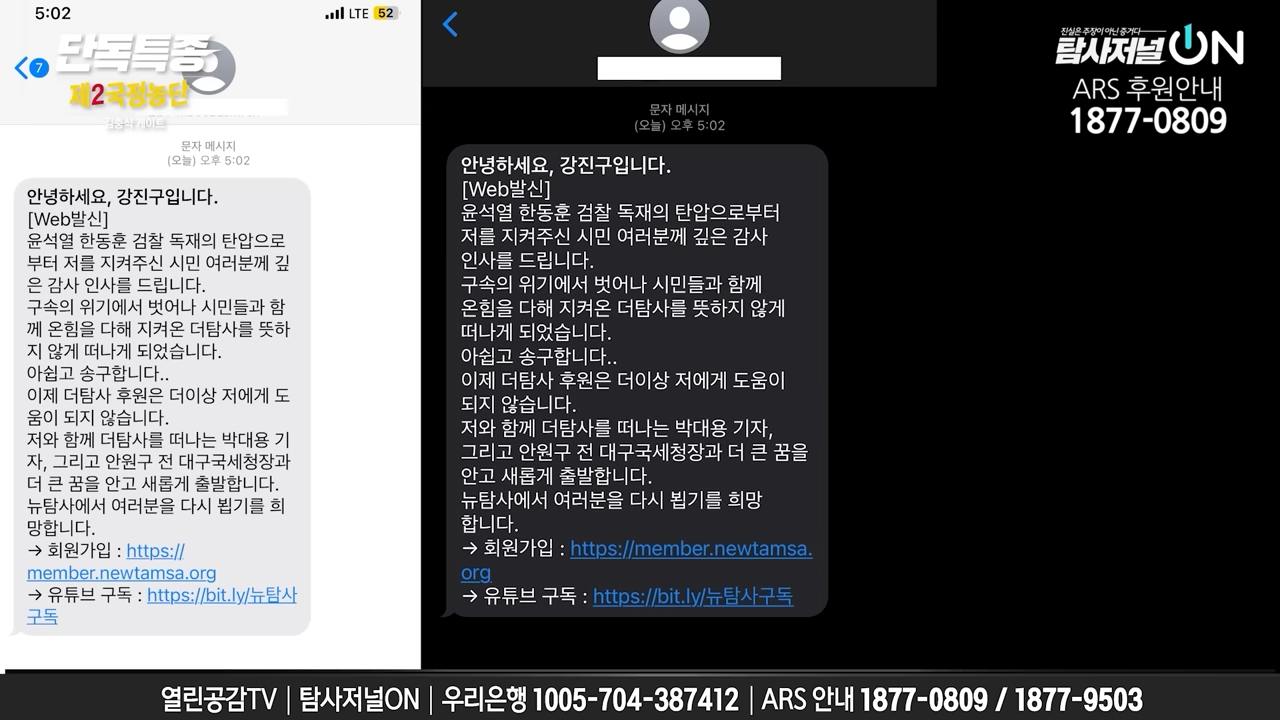 5:02
LTE 52
7
단독특종
제2국정농단
문자 메시지
(오늘) 오후 5:02
안녕하세요, 강진구입니다.
[Web발신]
윤석열 한동훈 검찰 독재의 탄압으로
부터 저를 지켜주신 시민 여러분께 깊
은 감사 인사를 드립니다.
구속의 위기에서 벗어나 시민들과 함
께 온힘을 다해 지켜온 더탐사를 뜻하
지 않게 떠나게 되었습니다.
아쉽고 송구합니다..
이제 더탐사 후원은 더이상 저에게 도
움이 되지 않습니다.
저와 함께 더탐사를 떠나는 박대용 기
자, 그리고 안원구 전 대구국세청장과
더 큰 꿈을 안고 새롭게 출발합니다.
뉴탐사에서 여러분을 다시 뵙기를 희
망합니다.
→ 회원가입 : https://
member.newtamsa.org
→ 유튜브 구독 : https://bit.ly/뉴탐사
구독
문자 메시지
(오늘) 오후 5:02
안녕하세요, 강진구입니다.
[Web발신]
윤석열 한동훈 검찰 독재의 탄압으로부터
저를 지켜주신 시민 여러분께 깊은 감사
인사를 드립니다.
구속의 위기에서 벗어나 시민들과 함께
온힘을 다해 지켜온 더탐사를 뜻하지 않게
떠나게 되었습니다.
아쉽고 송구합니다..
이제 더탐사 후원은 더이상 저에게 도움이
되지 않습니다.
저와 함께 더탐사를 떠나는 박대용 기자,
그리고 안원구 전 대구국세청장과 더 큰 꿈을
안고 새롭게 출발합니다.
뉴탐사에서 여러분을 다시 뵙기를 희망
합니다.
→ 회원가입 : https://member.newtamsa.
org
→ 유튜브 구독 : https://bit.ly/뉴탐사구독
진실은 주장이 아닌 증거다
탐사저널ON
ARS 후원안내
1877-0809
열린공감TV | 탐사저널ON | 우리은행 1005-704-387412 | ARS 안내 1877-0809 / 1877-9503